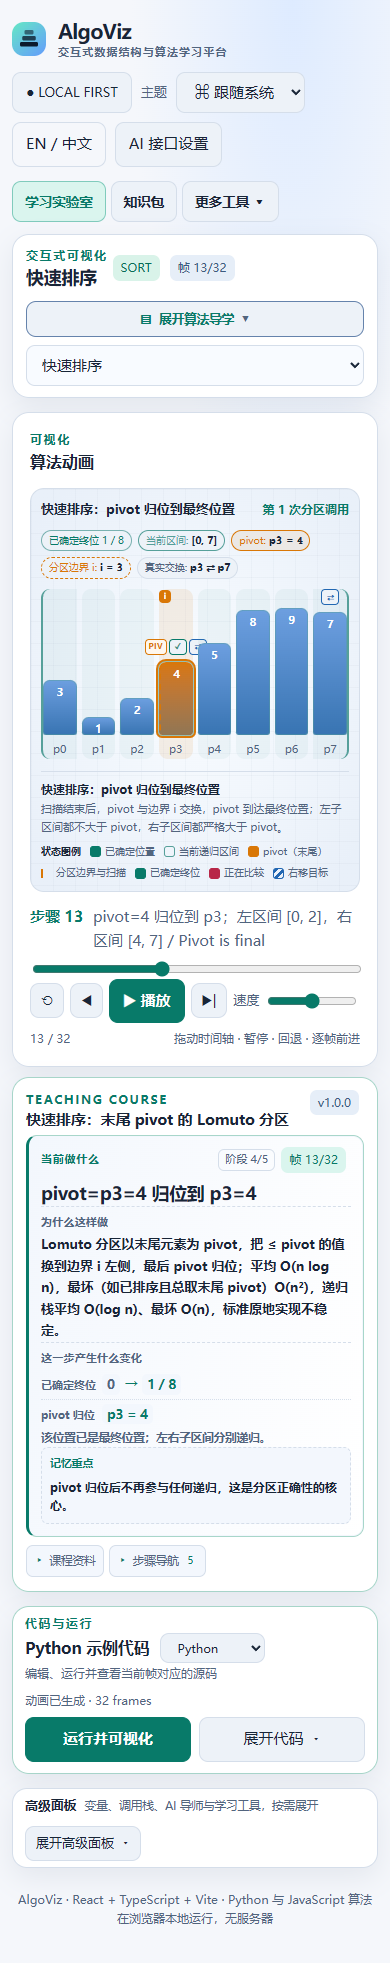 AlgoViz
交互式数据结构与算法学习平台
● LOCAL FIRST 主题 ⌘ 跟随系统
EN / 中文 AI 接口设置
学习实验室 知识包 更多工具 ▾
交互式可视化
快速排序 SORT 帧 13/32
展开算法导学 ▾
快速排序
可视化
算法动画
快速排序：pivot 归位到最终位置 第 1 次分区调用
已确定终位 1 / 8 当前区间: [0, 7] pivot: p3 = 4
分区边界 i: i = 3 真实交换: p3 ⇄ p7
i ⇄
PIV ✓
3 1 2 4 5 8 9 7
p0 p1 p2 p3 p4 p5 p6 p7
快速排序：pivot 归位到最终位置
扫描结束后，pivot 与边界 i 交换，pivot 到达最终位置；左子
区间都不大于 pivot，右子区间都严格大于 pivot。
状态图例 已确定位置 当前递归区间 pivot（末尾）
分区边界与扫描 已确定终位 正在比较 右移目标
步骤 13 pivot=4 归位到 p3；左区间 [0, 2]，右
区间 [4, 7] / Pivot is final
⟲ ◀ ▶ 播放 ▶| 速度
13 / 32 拖动时间轴 · 暂停 · 回退 · 逐帧前进
TEACHING COURSE
快速排序：末尾 pivot 的 Lomuto 分区 v1.0.0
当前做什么 阶段 4/5 帧 13/32
pivot=p3=4 归位到 p3=4
为什么这样做
Lomuto 分区以末尾元素为 pivot，把 ≤ pivot 的值
换到边界 i 左侧，最后 pivot 归位；平均 O(n log
n)，最坏（如已排序且总取末尾 pivot）O(n²)，递归
栈平均 O(log n)、最坏 O(n)，标准原地实现不稳
定。
这一步产生什么变化
已确定终位 0 → 1 / 8
pivot 归位 p3 = 4
该位置已是最终位置；左右子区间分别递归。
记忆重点
pivot 归位后不再参与任何递归，这是分区正确性的核
心。
▸ 课程资料 ▸ 步骤导航 5
代码与运行
Python 示例代码 Python
编辑、运行并查看当前帧对应的源码
动画已生成 · 32 frames
运行并可视化 展开代码
高级面板 变量、调用栈、AI 导师与学习工具，按需展开
展开高级面板
AlgoViz · React + TypeScript + Vite · Python 与 JavaScript 算法
在浏览器本地运行，无服务器